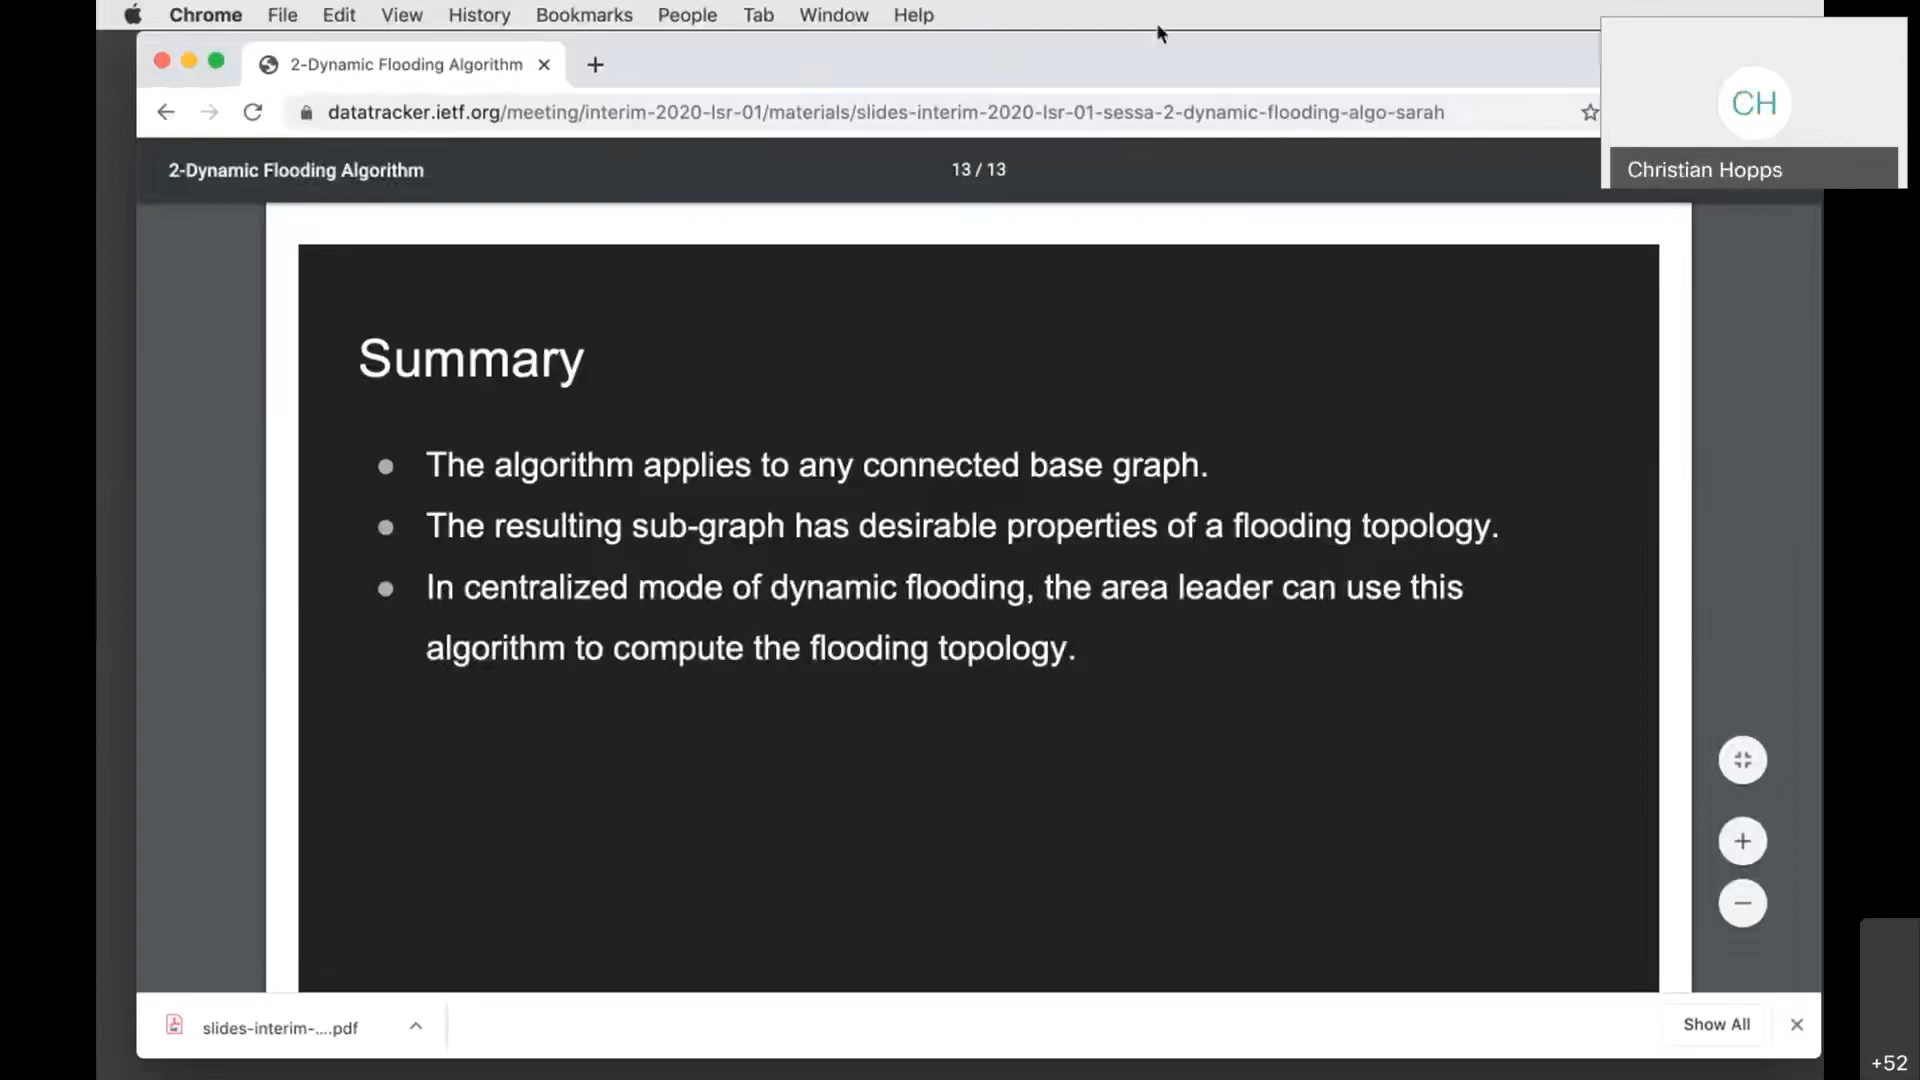 Chrome File Edit View History Bookmarks People Tab Window Help
2-Dynamic Flooding Algorithm
datatracker.ietf.org/meeting/interim-2020-lsr-01/materials/slides-interim-2020-lsr-01-sessa-2-dynamic-flooding-algo-sarah
CH
Christian Hopps
2-Dynamic Flooding Algorithm
13 / 13
Summary
The algorithm applies to any connected base graph.
The resulting sub-graph has desirable properties of a flooding topology.
In centralized mode of dynamic flooding, the area leader can use this
algorithm to compute the flooding topology.
slides-interim-....pdf
Show All
+52